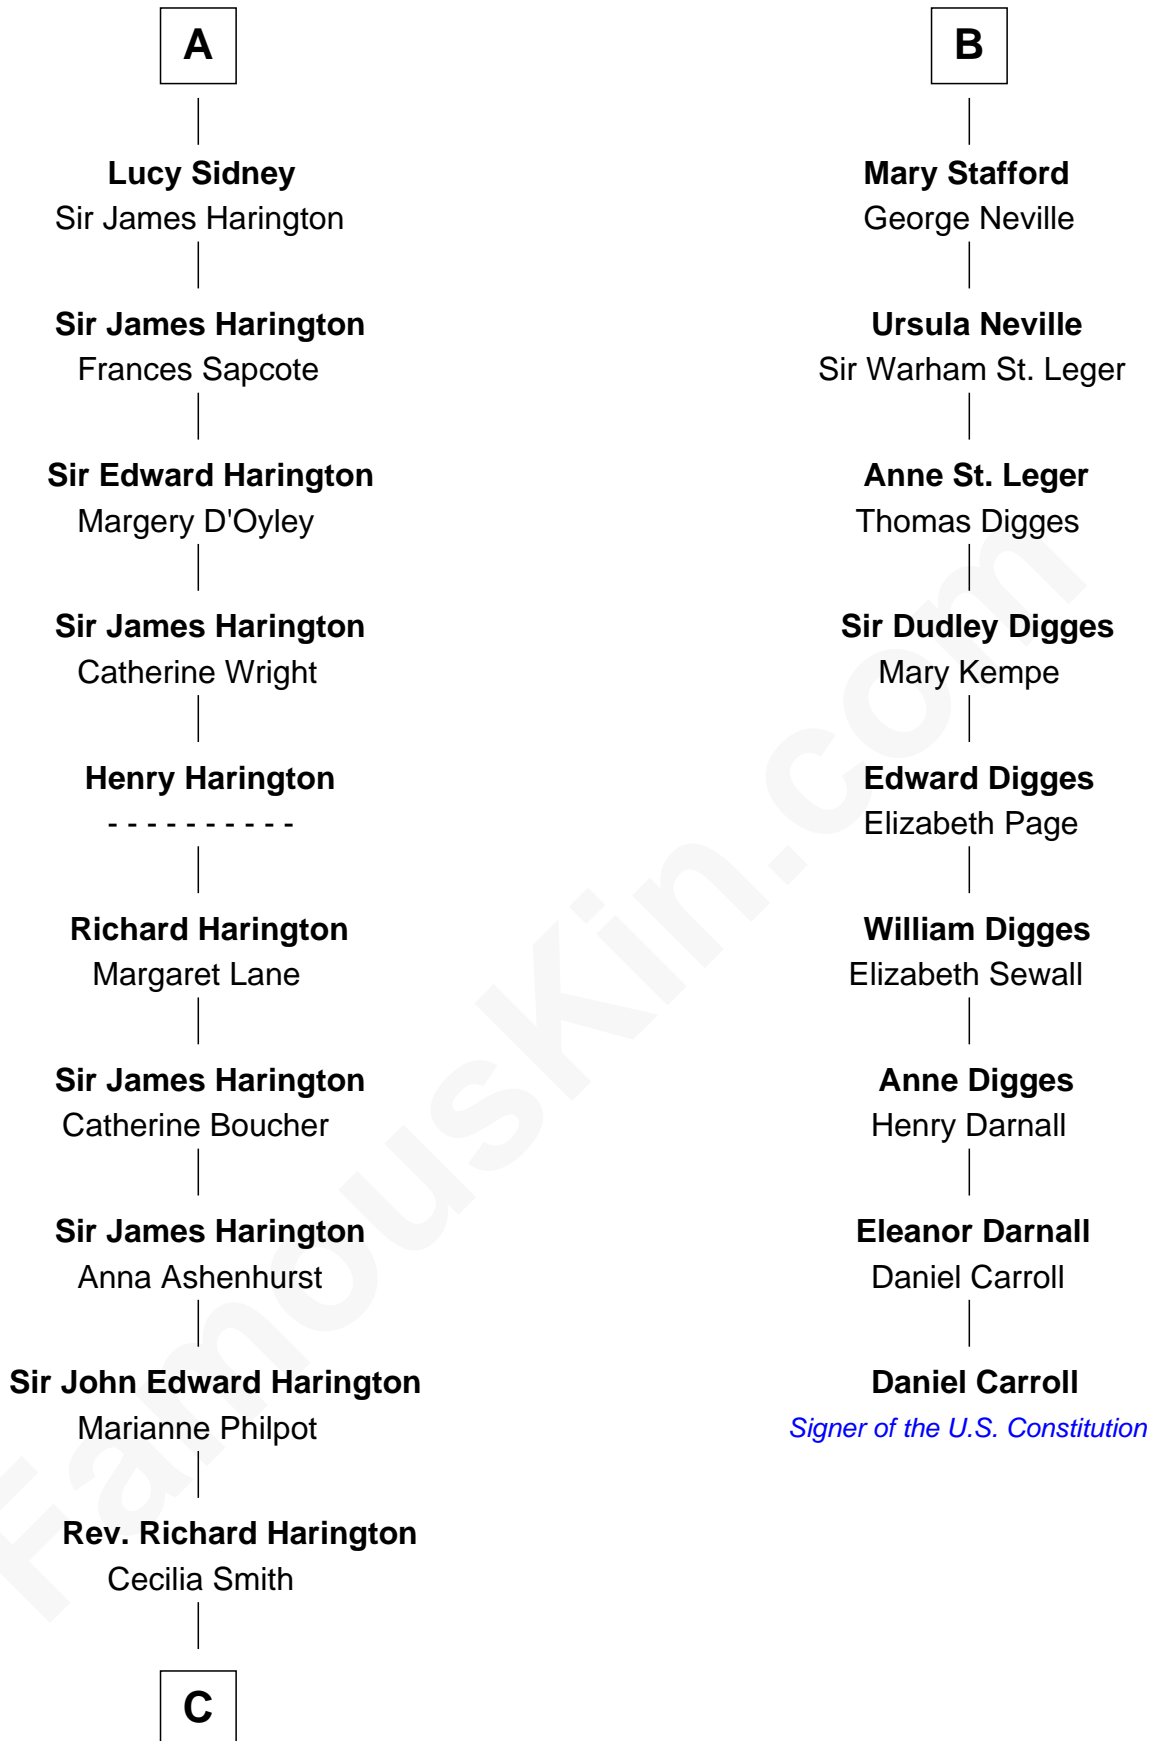 A
Lucy Sidney
Sir James Harington
Sir James Harington
Frances Sapcote
Sir Edward Harington
Margery D'Oyley
Sir James Harington
Catherine Wright
Henry Harington
- - - - - - - - - -
Richard Harington
Margaret Lane
Sir James Harington
Catherine Boucher
Sir James Harington
Anna Ashenhurst
Sir John Edward Harington
Marianne Philpot
Rev. Richard Harington
Cecilia Smith
C
B
Mary Stafford
George Neville
Ursula Neville
Sir Warham St. Leger
Anne St. Leger
Thomas Digges
Sir Dudley Digges
Mary Kempe
Edward Digges
Elizabeth Page
William Digges
Elizabeth Sewall
Anne Digges
Henry Darnall
Eleanor Darnall
Daniel Carroll
Daniel Carroll
Signer of the U.S. Constitution
FamousKin.com